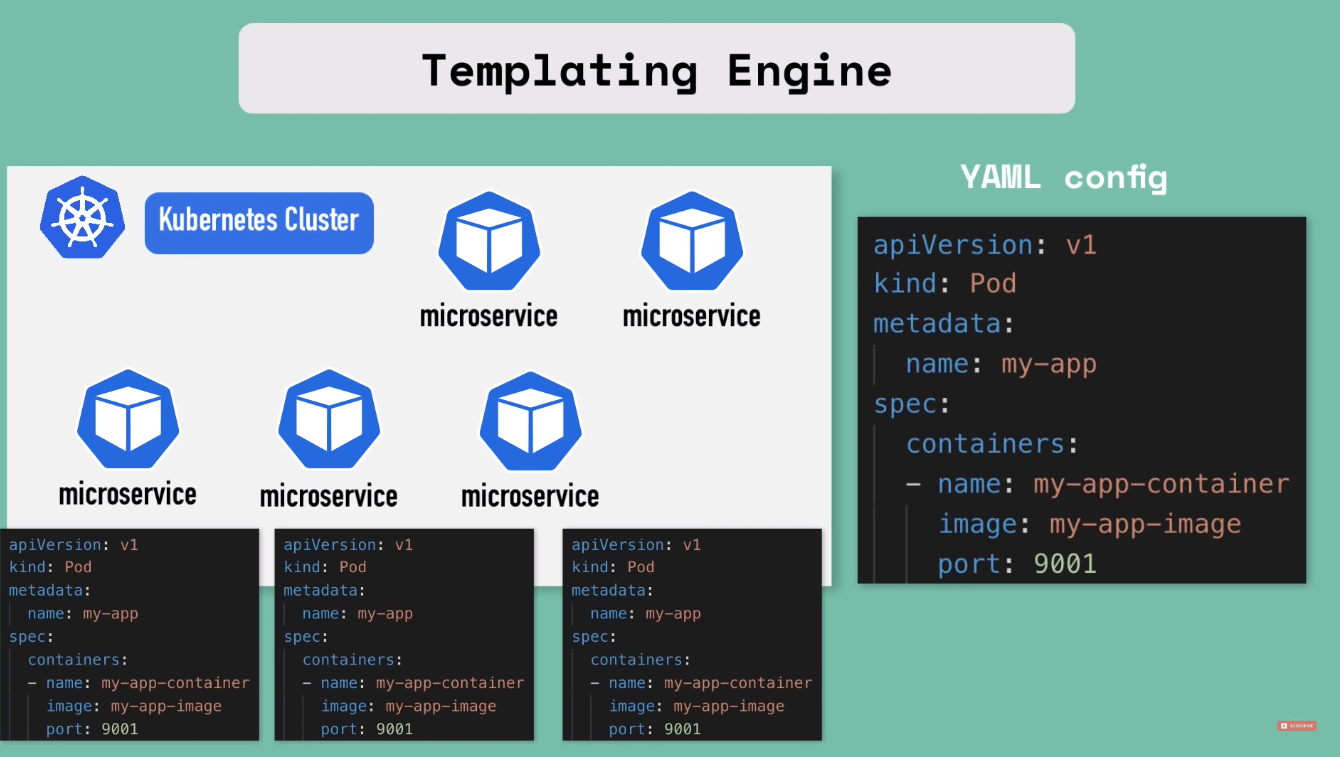 Templating Engine
Kubernetes Cluster
microservice
microservice
microservice
microservice
microservice
YAML config
apiVersion: v1
kind: Pod
metadata:
  name: my-app
spec:
  containers:
  - name: my-app-container
    image: my-app-image
    port: 9001
apiVersion: v1
kind: Pod
metadata:
  name: my-app
spec:
  containers:
  - name: my-app-container
    image: my-app-image
    port: 9001
apiVersion: v1
kind: Pod
metadata:
  name: my-app
spec:
  containers:
  - name: my-app-container
    image: my-app-image
    port: 9001
apiVersion: v1
kind: Pod
metadata:
  name: my-app
spec:
  containers:
  - name: my-app-container
    image: my-app-image
    port: 9001
SUBSCRIBE